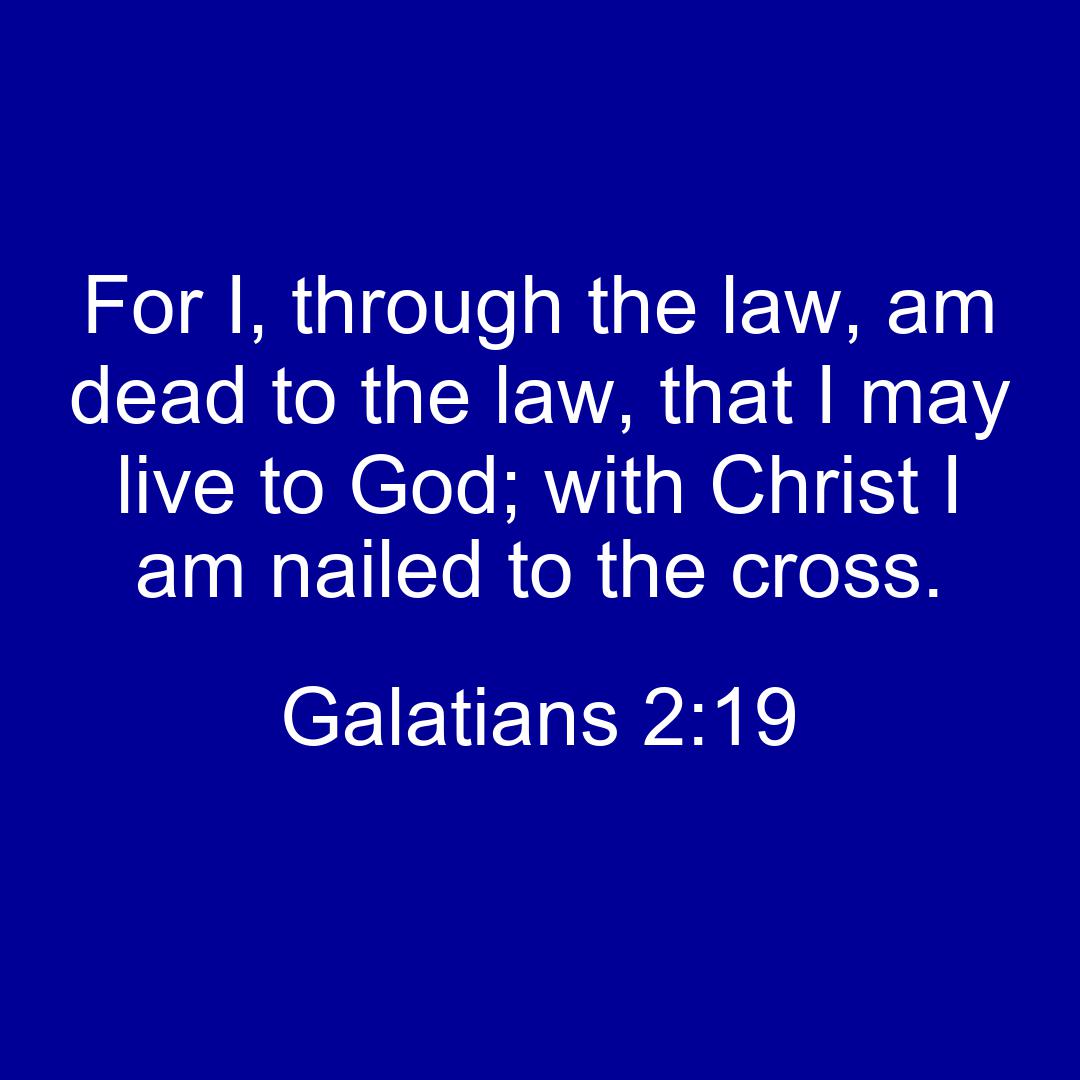 For I, through the law, am
dead to the law, that I may
live to God; with Christ I
am nailed to the cross.
Galatians 2:19